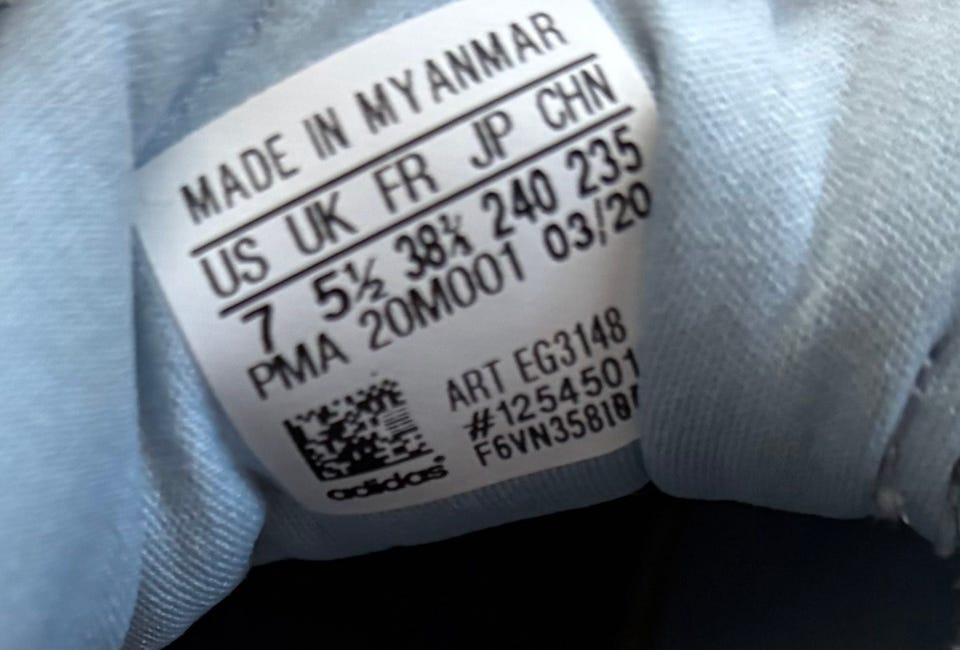 MADE IN MYANMAR
US UK FR JP CHN
7 5½ 38⅔ 240 235
PMA 20M001 03/20
ART EG3148
#1254501
adidas